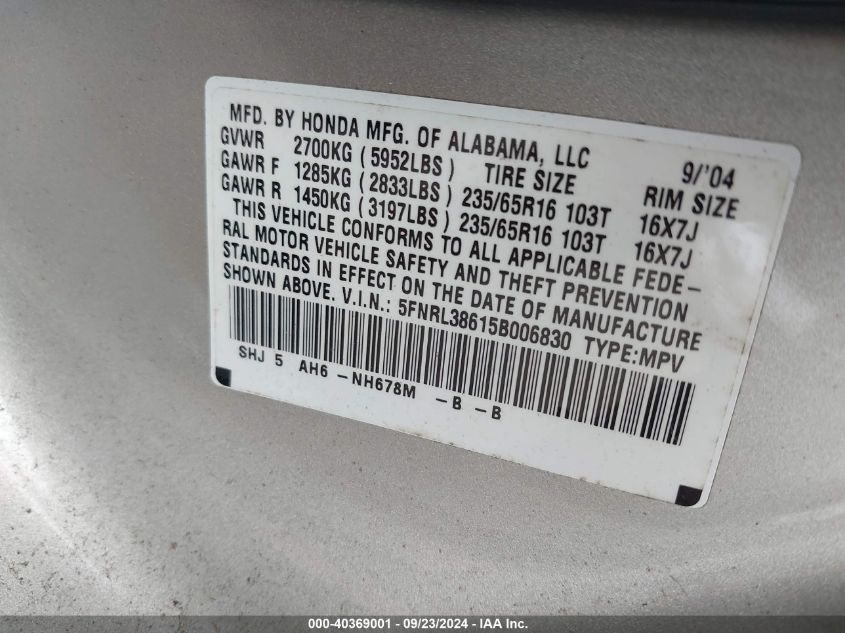 MFD. BY HONDA MFG. OF ALABAMA, LLC 9/'04
GVWR 2700KG ( 5952LBS ) TIRE SIZE RIM SIZE
GAWR F 1285KG ( 2833LBS ) 235/65R16 103T 16X7J
GAWR R 1450KG ( 3197LBS ) 235/65R16 103T 16X7J
THIS VEHICLE CONFORMS TO ALL APPLICABLE FEDE-
RAL MOTOR VEHICLE SAFETY AND THEFT PREVENTION
STANDARDS IN EFFECT ON THE DATE OF MANUFACTURE
SHOWN ABOVE. V.I.N.: 5FNRL38615B006830 TYPE:MPV
SHJ 5 AH6 -NH678M -B -B
000-40369001 - 09/23/2024 - IAA Inc.